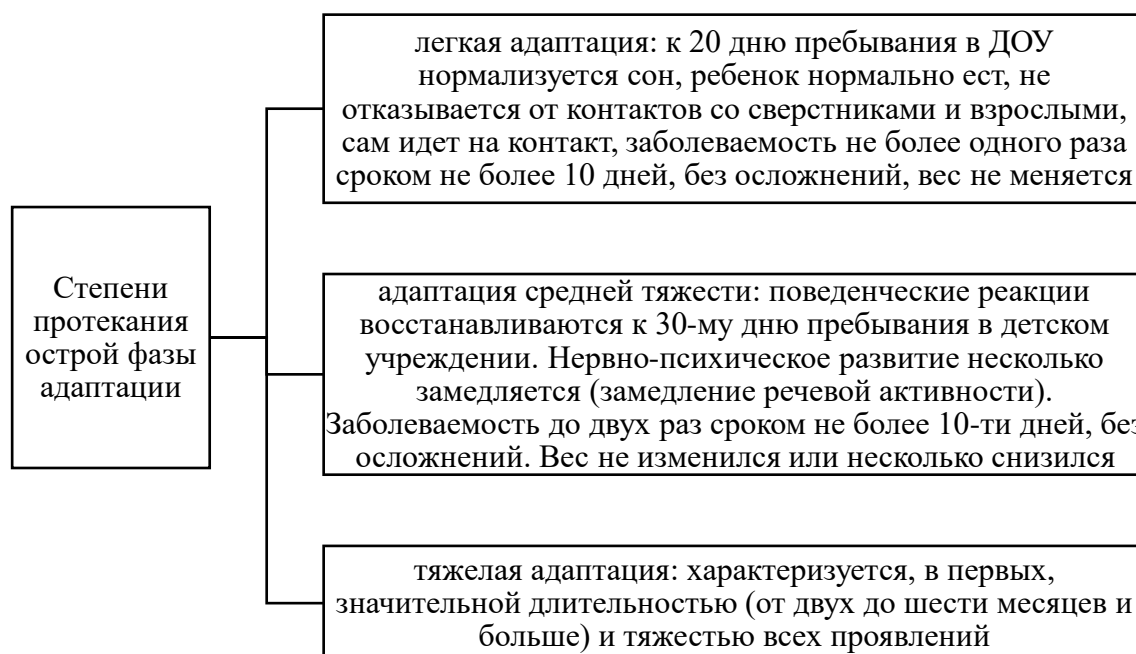 Степени
протекания
острой фазы
адаптации
легкая адаптация: к 20 дню пребывания в ДОУ
нормализуется сон, ребенок нормально ест, не
отказывается от контактов со сверстниками и взрослыми,
сам идет на контакт, заболеваемость не более одного раза
сроком не более 10 дней, без осложнений, вес не меняется
адаптация средней тяжести: поведенческие реакции
восстанавливаются к 30-му дню пребывания в детском
учреждении. Нервно-психическое развитие несколько
замедляется (замедление речевой активности).
Заболеваемость до двух раз сроком не более 10-ти дней, без
осложнений. Вес не изменился или несколько снизился
тяжелая адаптация: характеризуется, в первых,
значительной длительностью (от двух до шести месяцев и
больше) и тяжестью всех проявлений